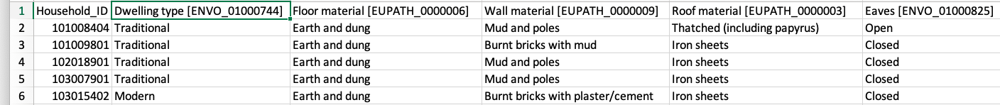 1 Household_ID Dwelling type [ENVO_01000744] Floor material [EUPATH_0000006] Wall material [EUPATH_0000009] Roof material [EUPATH_0000003] Eaves [ENVO_01000825]
2 101008404 Traditional Earth and dung Mud and poles Thatched (including papyrus) Open
3 101009801 Traditional Earth and dung Burnt bricks with mud Iron sheets Closed
4 102018901 Traditional Earth and dung Mud and poles Iron sheets Closed
5 103007901 Traditional Earth and dung Mud and poles Iron sheets Closed
6 103015402 Modern Earth and dung Burnt bricks with plaster/cement Iron sheets Closed